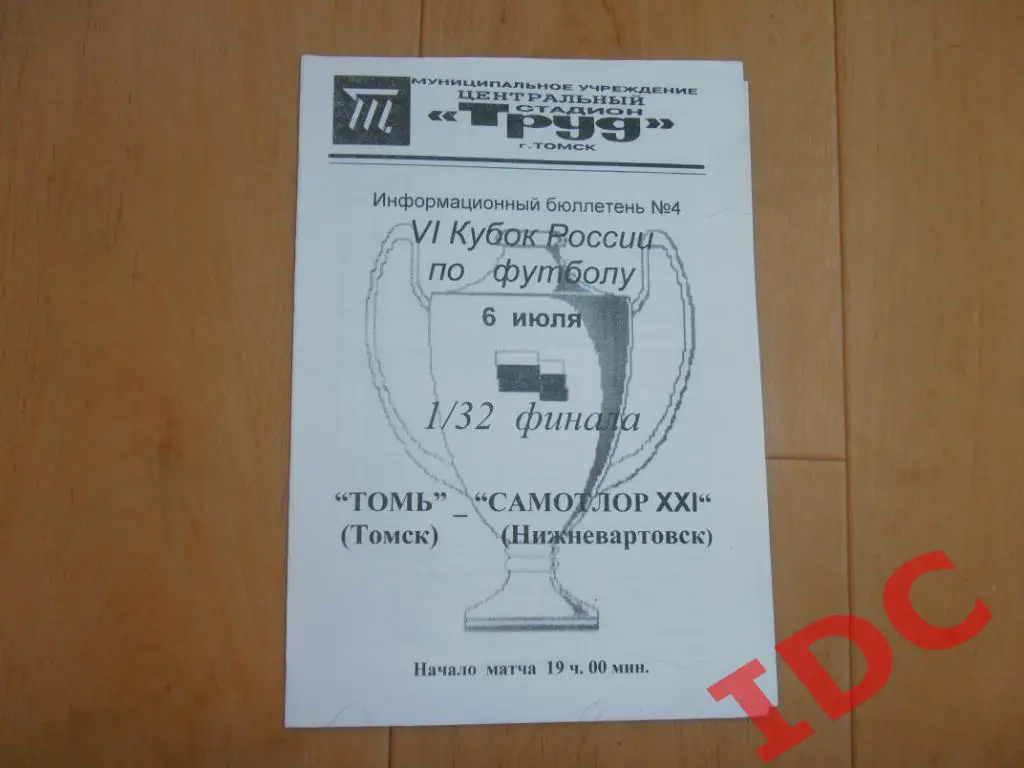 МУНИЦИПАЛЬНОЕ УЧРЕЖДЕНИЕ
ЦЕНТРАЛЬНЫЙ
СТАДИОН
«Труд»
г. ТОМСК
Т
Информационный бюллетень №4
VI Кубок России
по футболу
6 июля
1/32 финала
“ТОМЬ” _ “САМОТЛОР XXI“
(Томск) (Нижневартовск)
Начало матча 19 ч. 00 мин.
IDC